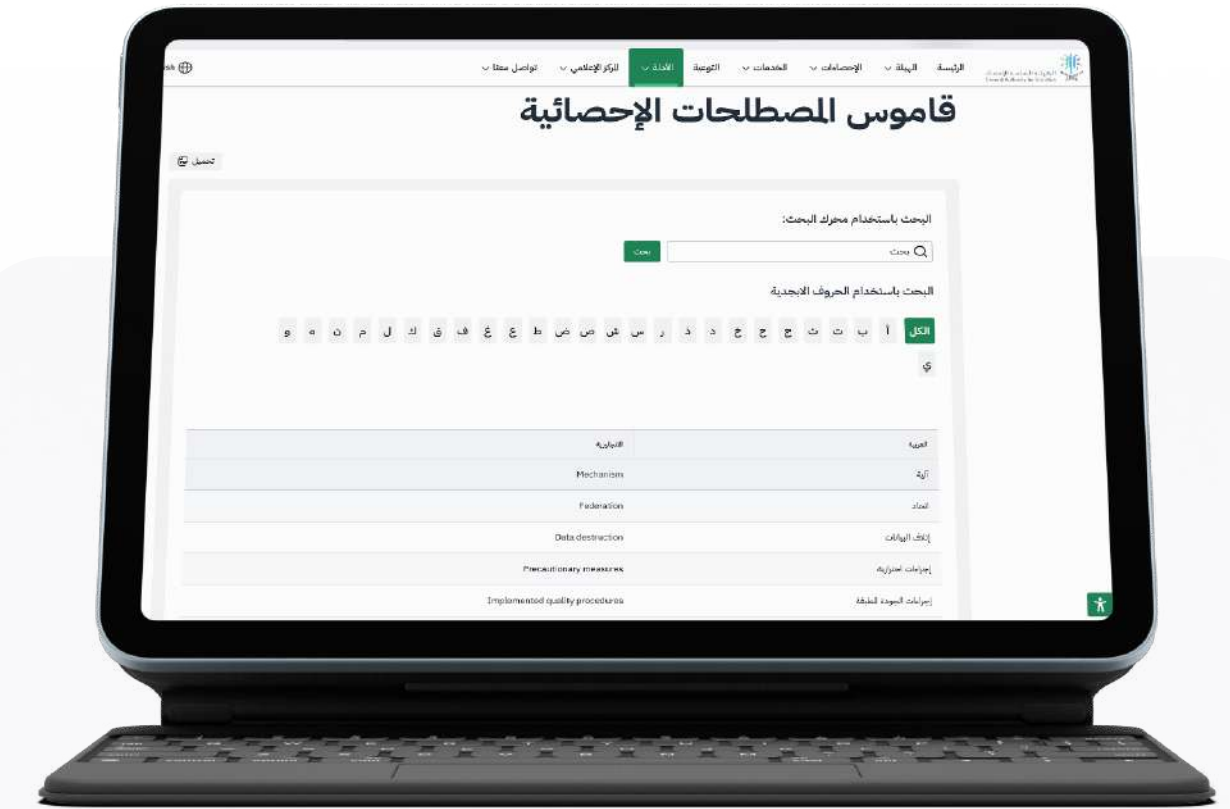 الرئيسة الهيئة الإحصاءات الخدمات التوعية الأدلة المركز الإعلامي تواصل معنا
قاموس المصطلحات الإحصائية
تحميل
البحث باستخدام محرك البحث:
بحث بحث
البحث باستخدام الحروف الابجدية
الكل أ ب ت ث ج ح خ د ذ ر س ش ص ض ط ع غ ف ق ك ل م ن ه و
ي
العربية الانجليزية
آلية Mechanism
اتحاد Federation
إتلاف البيانات Data destruction
إجراءات احترازية Precautionary measures
إجراءات الجودة المطبقة Implemented quality procedures